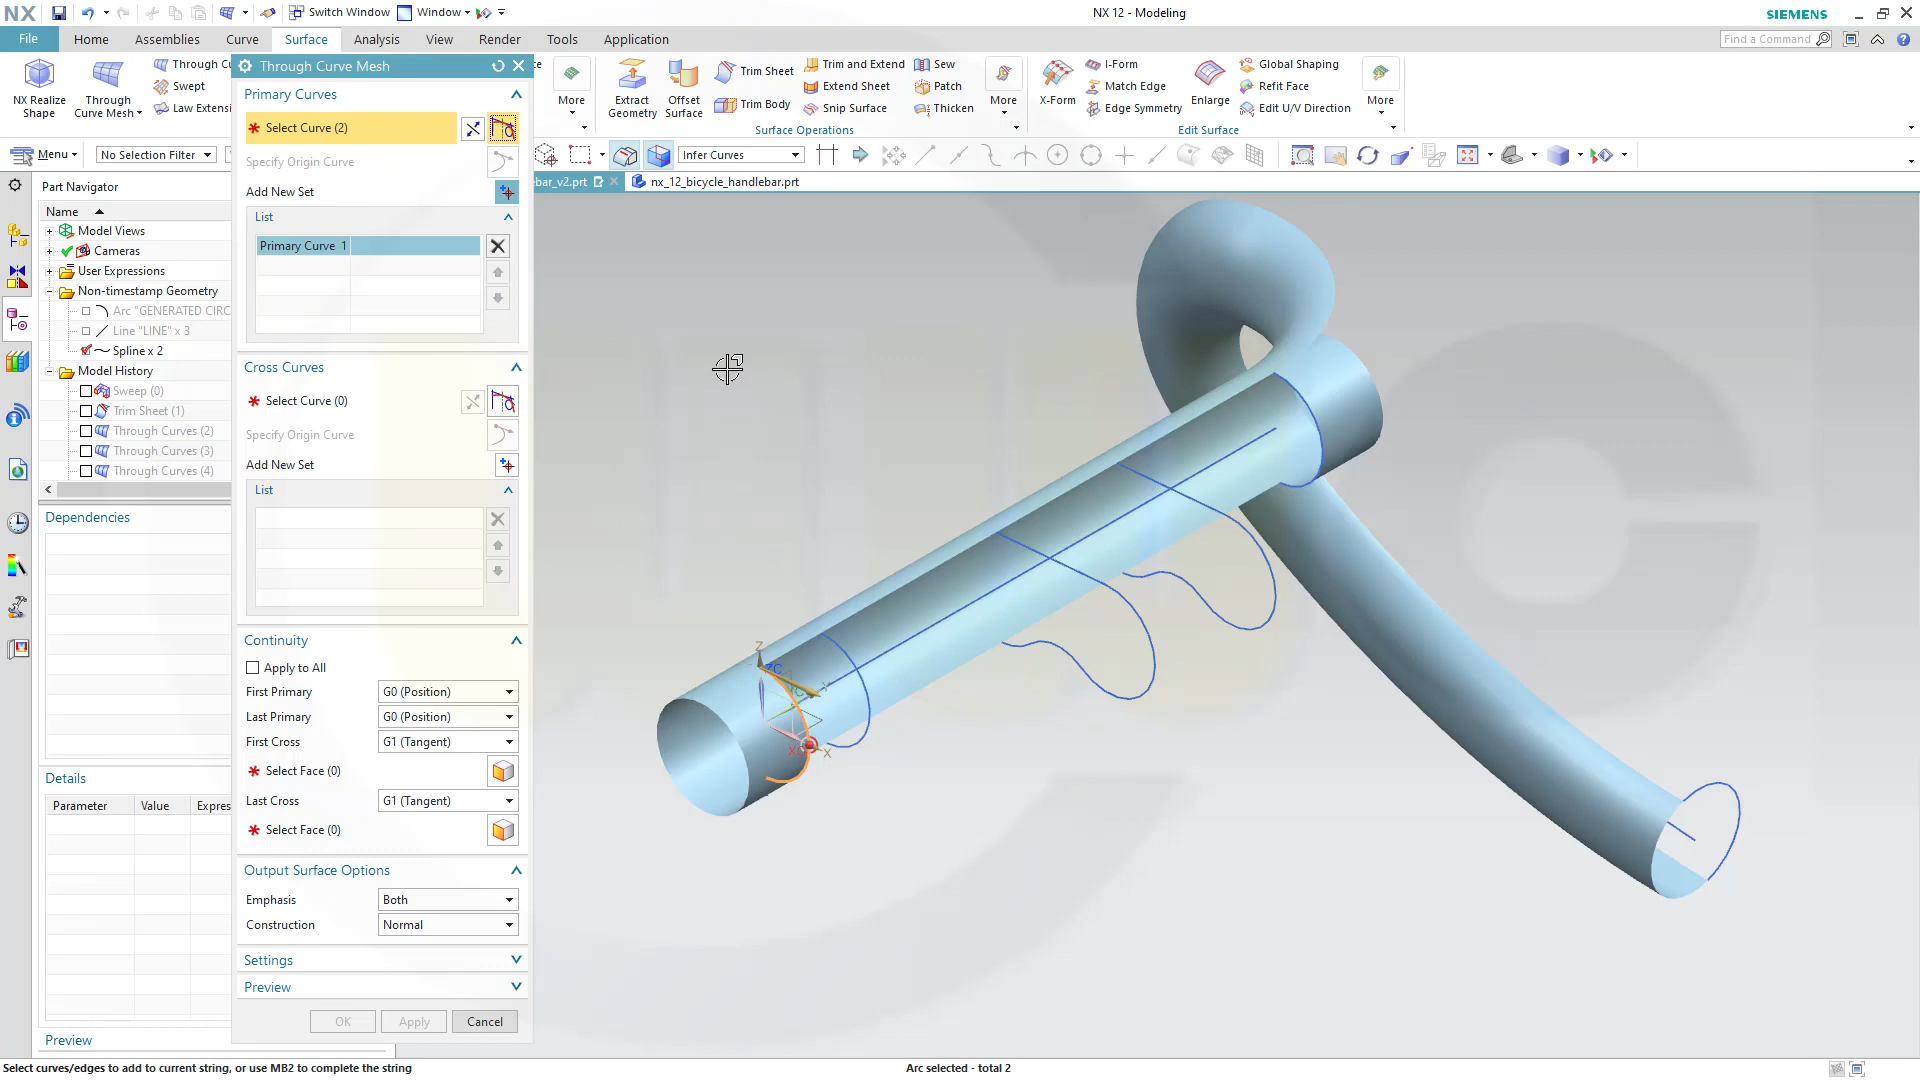 NX
Switch Window
Window
NX 12 - Modeling
SIEMENS
File
Home
Assemblies
Curve
Surface
Analysis
View
Render
Tools
Application
Find a Command
NX Realize
Shape
Through
Curve Mesh
Through Cu
Swept
Law Extensi
More
Extract
Geometry
Offset
Surface
Trim Sheet
Trim Body
Trim and Extend
Extend Sheet
Snip Surface
Sew
Patch
Thicken
More
Surface Operations
X-Form
I-Form
Match Edge
Edge Symmetry
Enlarge
Global Shaping
Refit Face
Edit U/V Direction
More
Edit Surface
Menu
No Selection Filter
Infer Curves
ebar_v2.prt
nx_12_bicycle_handlebar.prt
Part Navigator
Name
Model Views
Cameras
User Expressions
Non-timestamp Geometry
Arc "GENERATED CIRC
Line "LINE" x 3
Spline x 2
Model History
Sweep (0)
Trim Sheet (1)
Through Curves (2)
Through Curves (3)
Through Curves (4)
Dependencies
Details
Parameter
Value
Expres
Preview
Through Curve Mesh
Primary Curves
Select Curve (2)
Specify Origin Curve
Add New Set
List
Primary Curve 1
Cross Curves
Select Curve (0)
Specify Origin Curve
Add New Set
List
Continuity
Apply to All
First Primary
G0 (Position)
Last Primary
G0 (Position)
First Cross
G1 (Tangent)
Select Face (0)
Last Cross
G1 (Tangent)
Select Face (0)
Output Surface Options
Emphasis
Both
Construction
Normal
Settings
Preview
OK
Apply
Cancel
Z
ZC
X
Select curves/edges to add to current string, or use MB2 to complete the string
Arc selected - total 2